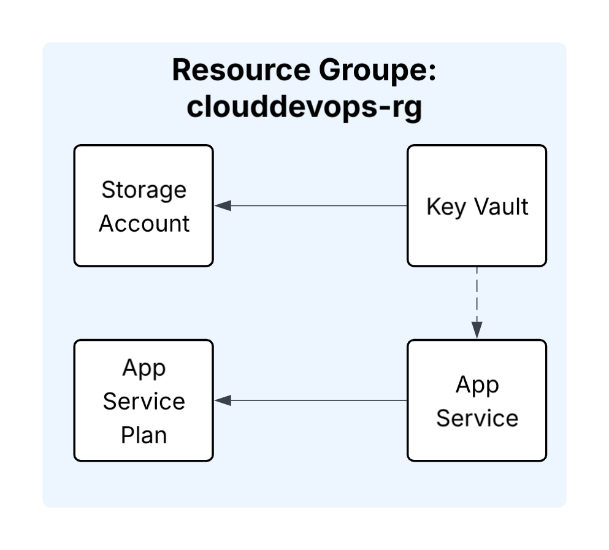 Resource Groupe:
clouddevops-rg
Storage
Account
Key Vault
App
Service
Plan
App
Service